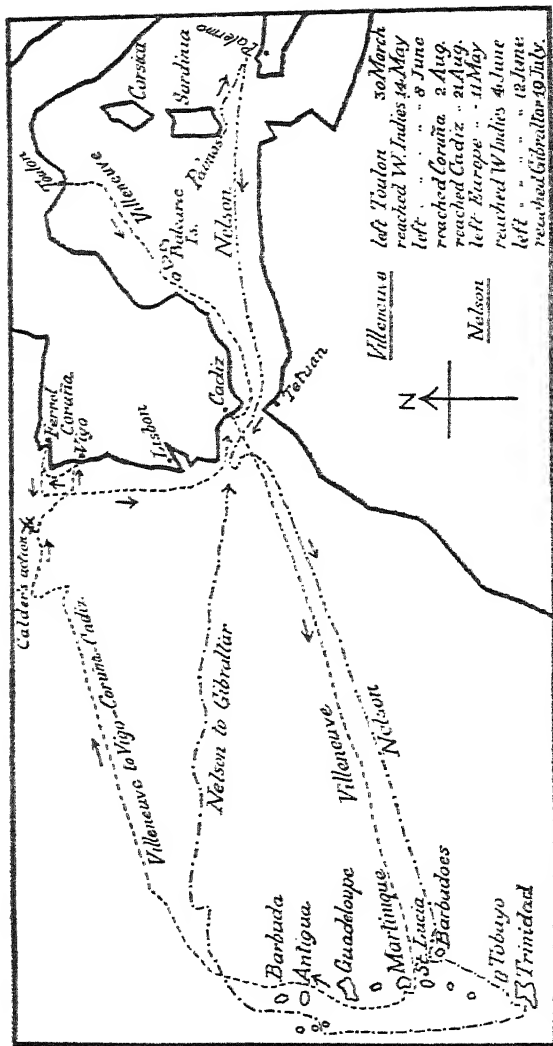 Corsica
Sardinia
Palermo
Toulon
Villeneuve
Balearic
Is.
Palmas
Nelson
Ferrol
Coruña
Vigo
Lisbon
Cadiz
Tetuan
Calder's action
Villeneuve to Vigo-Coruña-Cadiz
Nelson to Gibraltar
Villeneuve
Nelson
Barbuda
Antigua
Guadeloupe
Martinique
St. Lucia
Barbadoes
Tobago
Trinidad
N
Villeneuve left Toulon 30 March
reached W. Indies 14 May
left " " " 8 June
reached Coruña 2 Aug.
reached Cadiz " 21 Aug.
Nelson left Europe " 11 May
reached W Indies 4 June
left " " " 12 June
reached Gibraltar 19 July.